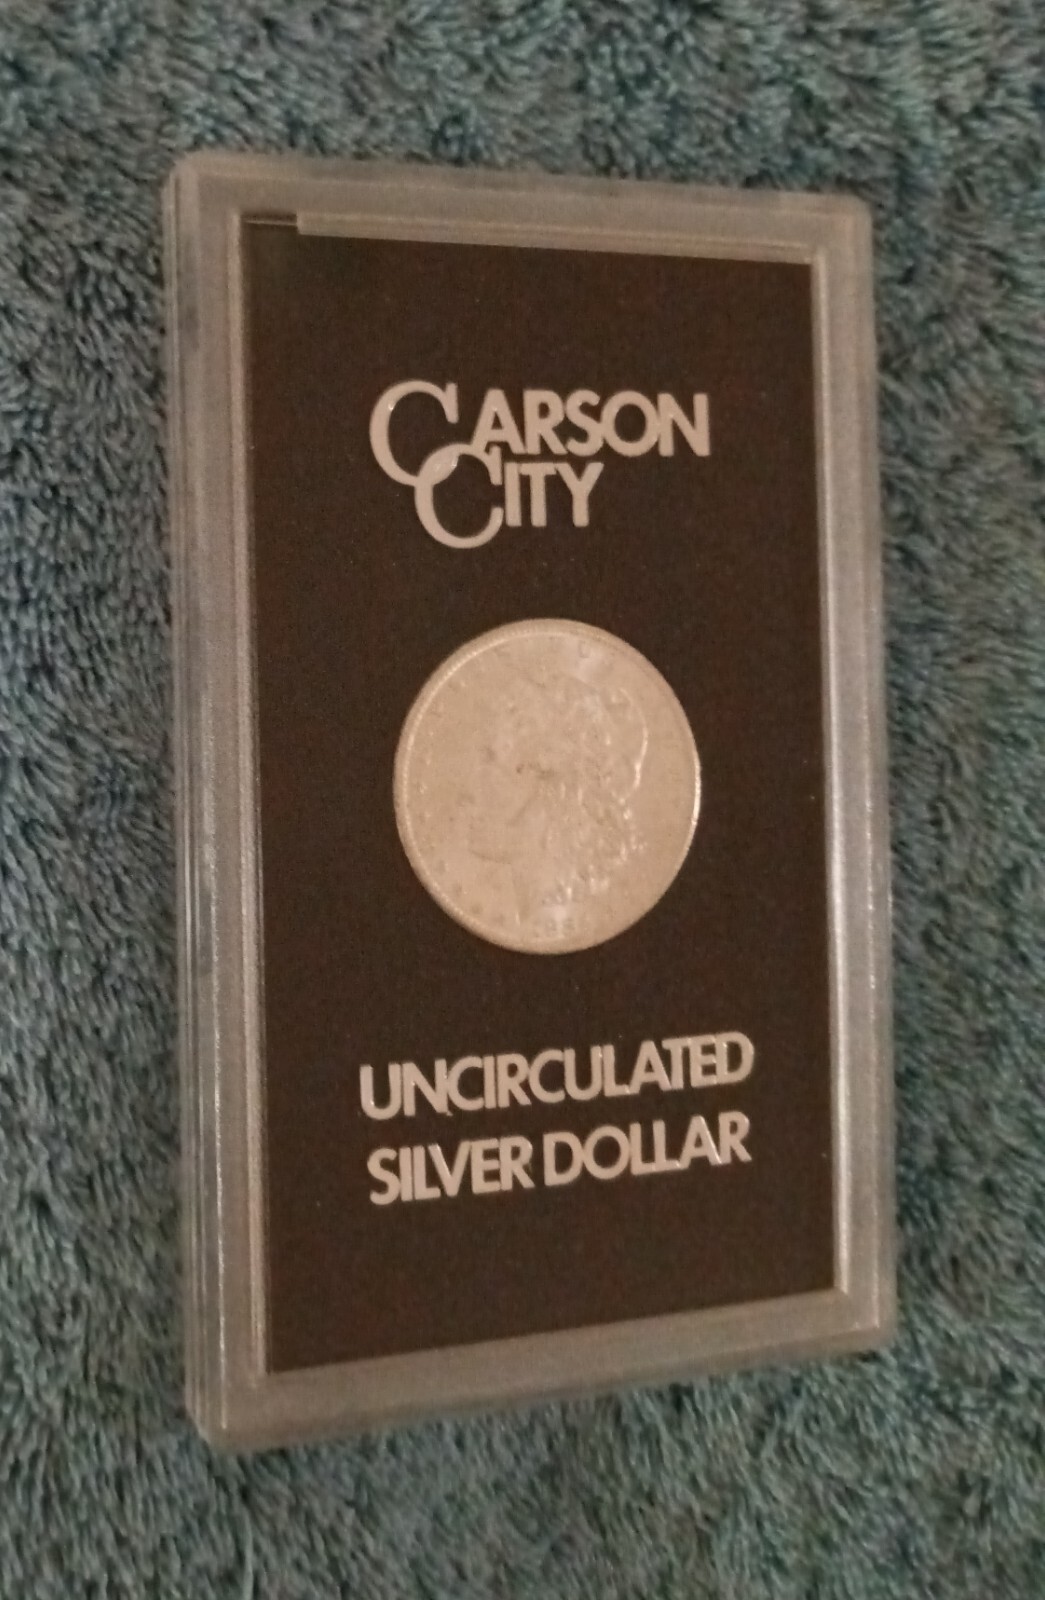 CARSON
CITY
UNCIRCULATED
SILVER DOLLAR